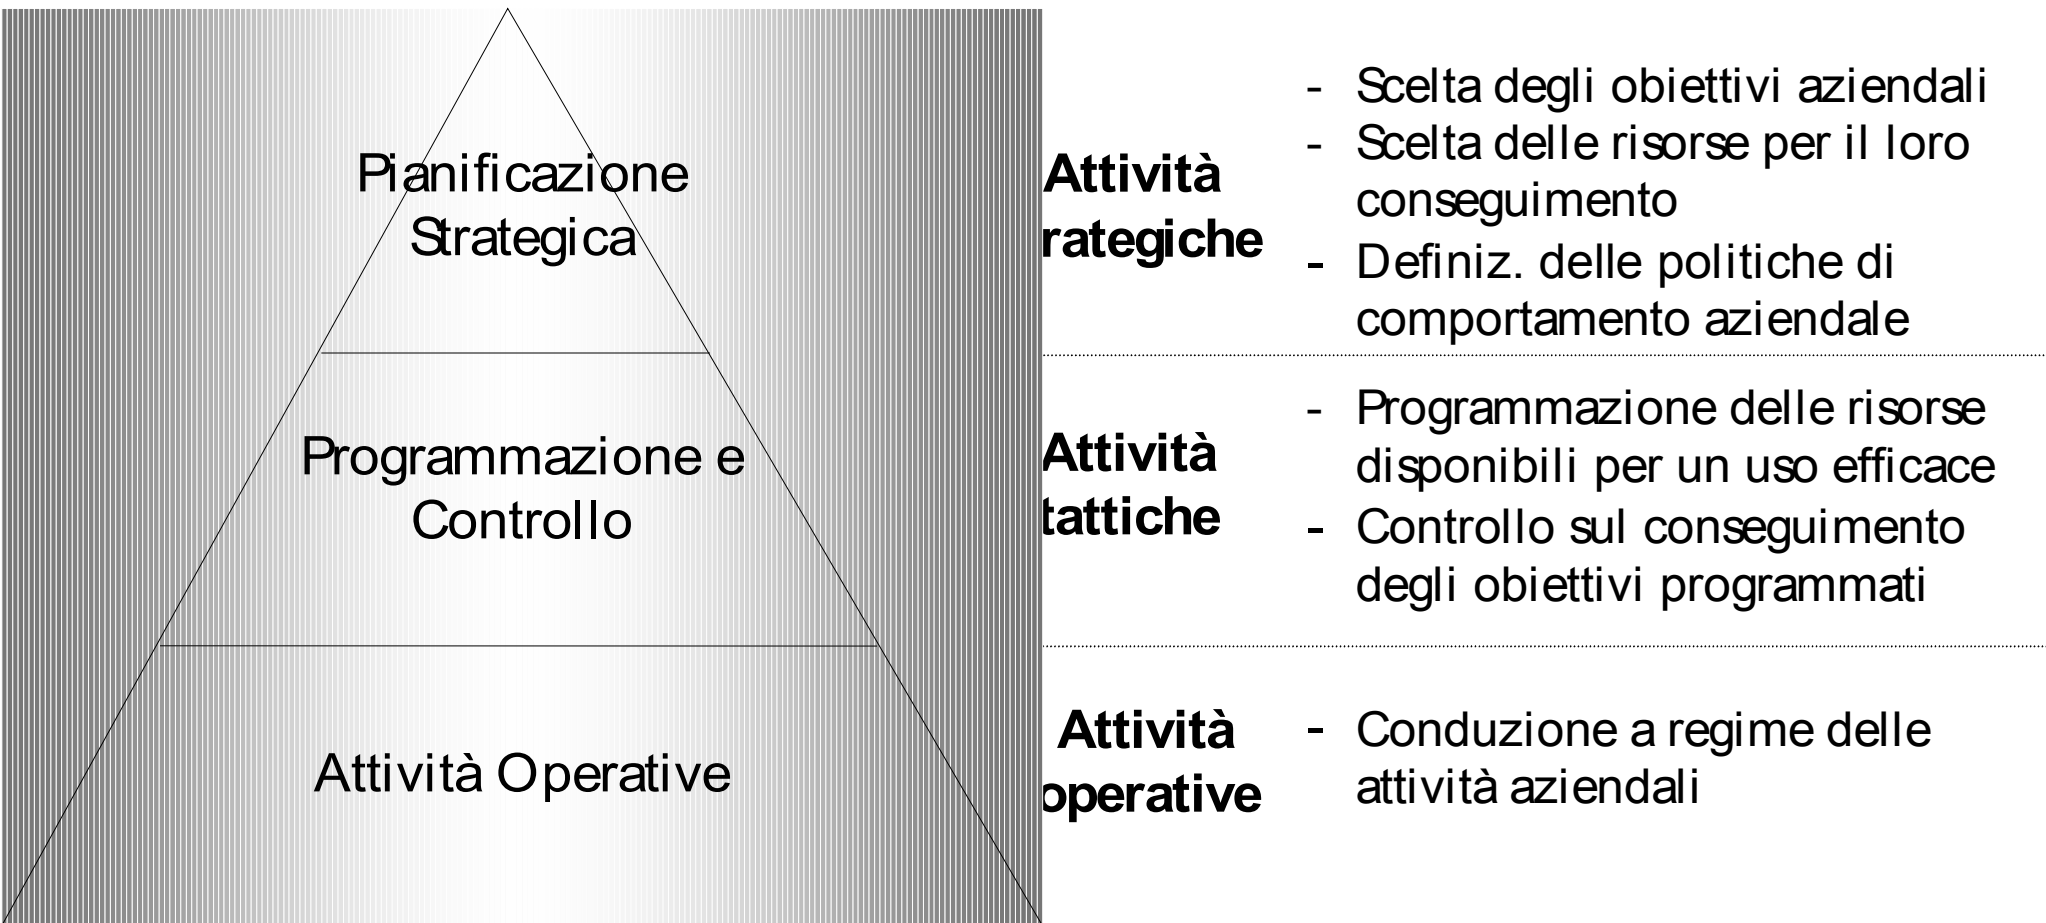 Pianificazione
Strategica
Attività
rategiche
- Scelta degli obiettivi aziendali
- Scelta delle risorse per il loro
conseguimento
- Definiz. delle politiche di
comportamento aziendale
Programmazione e
Controllo
Attività
tattiche
- Programmazione delle risorse
disponibili per un uso efficace
- Controllo sul conseguimento
degli obiettivi programmati
Attività Operative
Attività
operative
- Conduzione a regime delle
attività aziendali